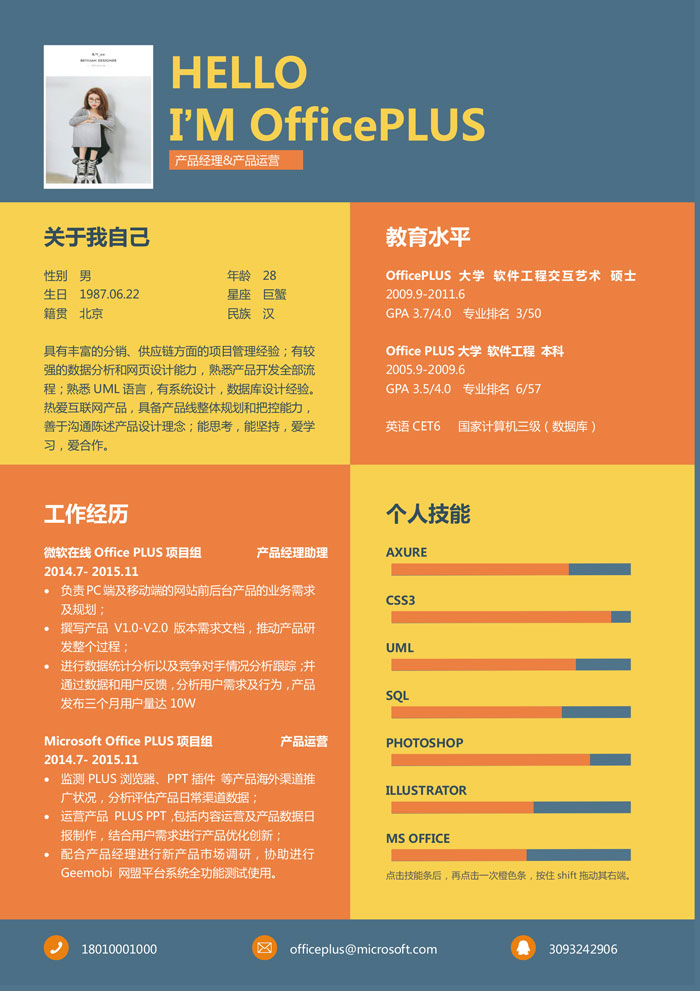 HELLO
I’M OfficePLUS
产品经理&产品运营
关于我自己
性别 男 年龄 28
生日 1987.06.22 星座 巨蟹
籍贯 北京 民族 汉
具有丰富的分销、供应链方面的项目管理经验；有较
强的数据分析和网页设计能力，熟悉产品开发全部流
程；熟悉 UML 语言，有系统设计，数据库设计经验。
热爱互联网产品，具备产品线整体规划和把控能力，
善于沟通陈述产品设计理念；能思考，能坚持，爱学
习，爱合作。
教育水平
OfficePLUS 大学 软件工程交互艺术 硕士
2009.9-2011.6
GPA 3.7/4.0 专业排名 3/50
Office PLUS 大学 软件工程 本科
2005.9-2009.6
GPA 3.5/4.0 专业排名 6/57
英语 CET6 国家计算机三级（数据库）
工作经历
微软在线 Office PLUS 项目组 产品经理助理
2014.7- 2015.11
• 负责 PC 端及移动端的网站前后台产品的业务需求
及规划；
• 撰写产品 V1.0-V2.0 版本需求文档，推动产品研
发整个过程；
• 进行数据统计分析以及竞争对手情况分析跟踪；并
通过数据和用户反馈，分析用户需求及行为，产品
发布三个月用户量达 10W
Microsoft Office PLUS 项目组 产品运营
2014.7- 2015.11
• 监测 PLUS 浏览器、PPT 插件 等产品海外渠道推
广状况，分析评估产品日常渠道数据；
• 运营产品 PLUS PPT，包括内容运营及产品数据日
报制作，结合用户需求进行产品优化创新；
• 配合产品经理进行新产品市场调研，协助进行
Geemobi 网盟平台系统全功能测试使用。
个人技能
AXURE
CSS3
UML
SQL
PHOTOSHOP
ILLUSTRATOR
MS OFFICE
点击技能条后，再点击一次橙色条，按住 shift 拖动其右端。
18010001000 officeplus@microsoft.com 3093242906